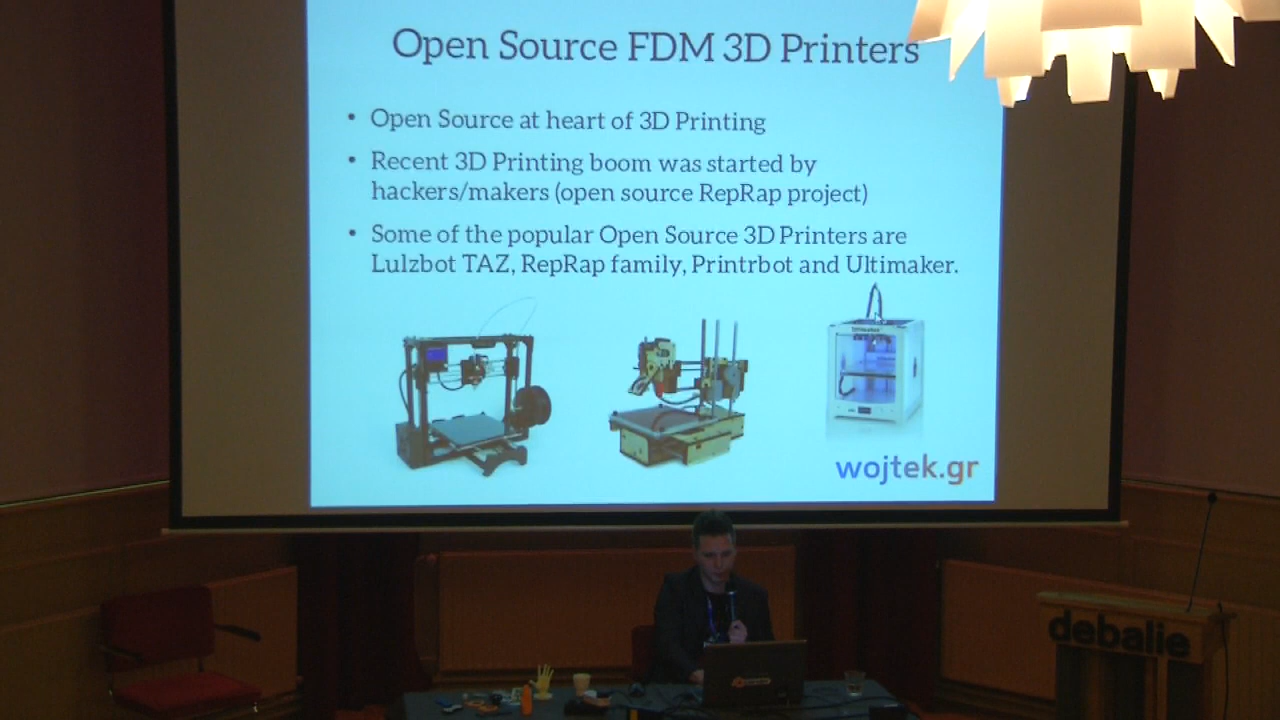 Open Source FDM 3D Printers
• Open Source at heart of 3D Printing
• Recent 3D Printing boom was started by
hackers/makers (open source RepRap project)
• Some of the popular Open Source 3D Printers are
Lulzbot TAZ, RepRap family, Printrbot and Ultimaker.
wojtek.gr
debalie